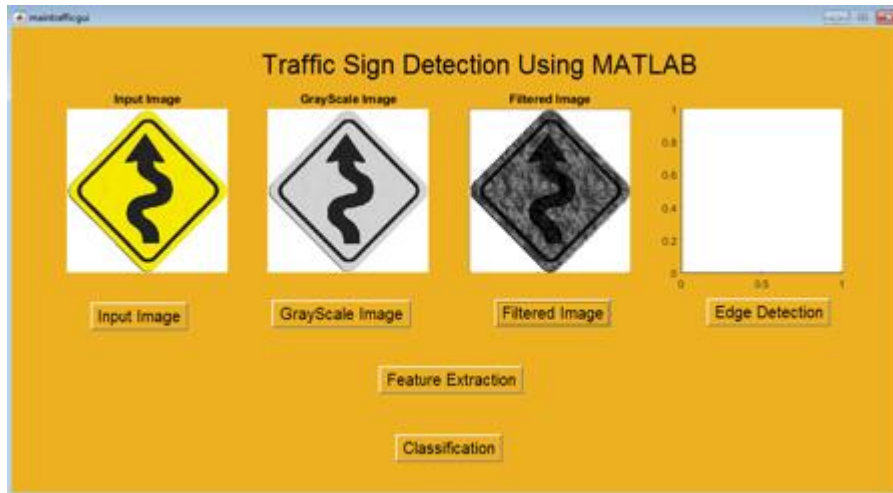 maintrafficgui
Traffic Sign Detection Using MATLAB
Input Image
GrayScale Image
Filtered Image
1
0.8
0.6
0.4
0.2
0
0
0.5
1
Input Image
GrayScale Image
Filtered Image
Edge Detection
Feature Extraction
Classification